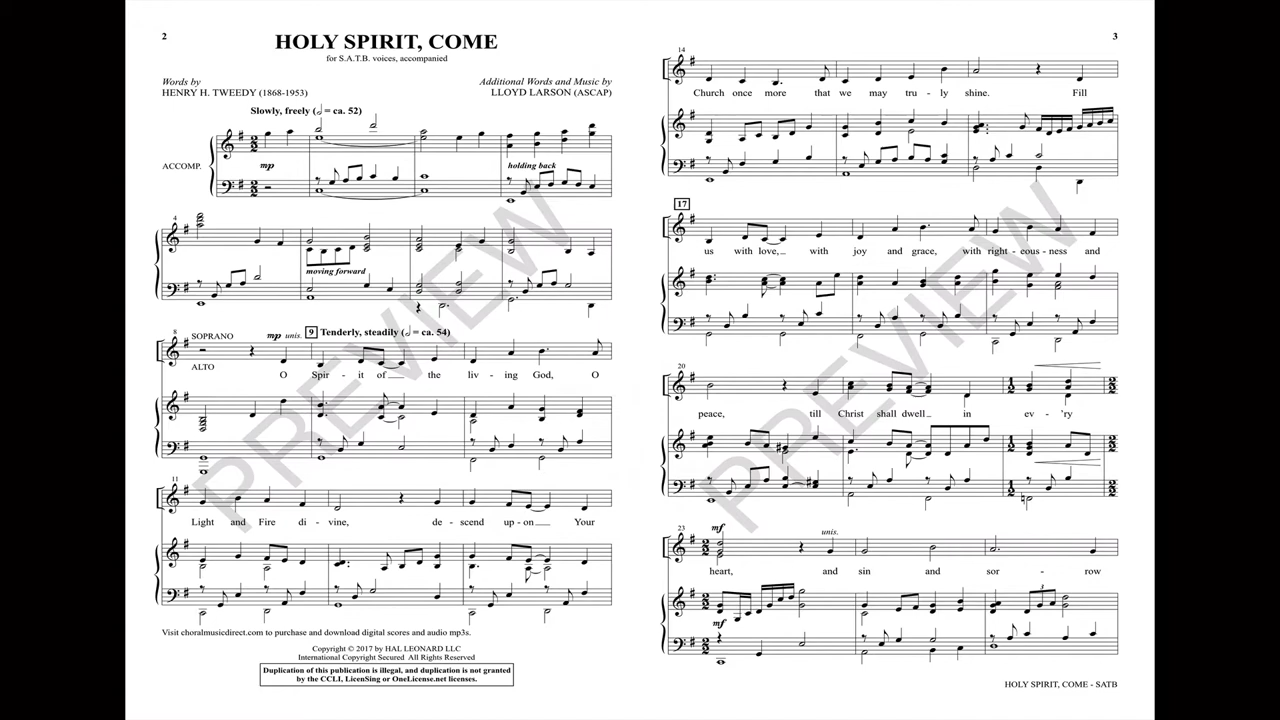 2
HOLY SPIRIT, COME
for S.A.T.B. voices, accompanied
Words by
HENRY H. TWEEDY (1868-1953)
Additional Words and Music by
LLOYD LARSON (ASCAP)
Slowly, freely (𝅗𝅥 = ca. 52)
ACCOMP.
mp
holding back
4
moving forward
8
SOPRANO
mp unis.
9 Tenderly, steadily (𝅗𝅥 = ca. 54)
ALTO
O Spir - it of the liv - ing God, O
11
Light and Fire di - vine, de - scend up - on Your
Visit choralmusicdirect.com to purchase and download digital scores and audio mp3s.
Copyright © 2017 by HAL LEONARD LLC
International Copyright Secured All Rights Reserved
Duplication of this publication is illegal, and duplication is not granted
by the CCLI, LicenSing or OneLicense.net licenses.
PREVIEW
3
14
Church once more that we may tru - ly shine. Fill
17
us with love, with joy and grace, with right - eous - ness and
20
peace, till Christ shall dwell in ev - 'ry
23
mf
unis.
heart, and sin and sor - row
mf
3
HOLY SPIRIT, COME - SATB
PREVIEW